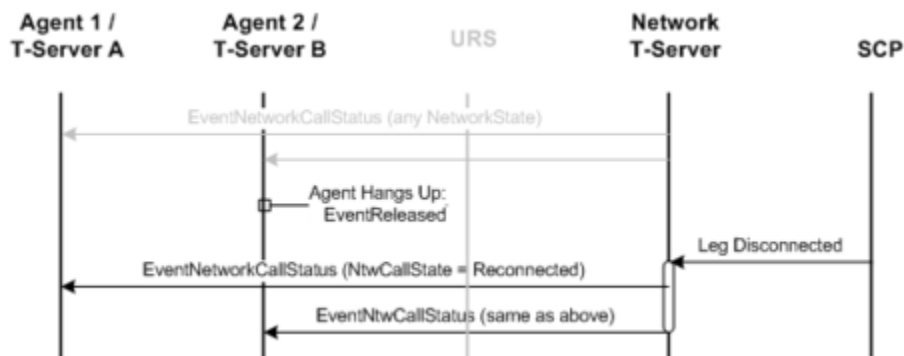 Agent 1 /
T-Server A
Agent 2 /
T-Server B
URS
Network
T-Server
SCP
EventNetworkCallStatus (any NetworkState)
Agent Hangs Up:
EventReleased
Leg Disconnected
EventNetworkCallStatus (NtwCallState = Reconnected)
EventNtwCallStatus (same as above)